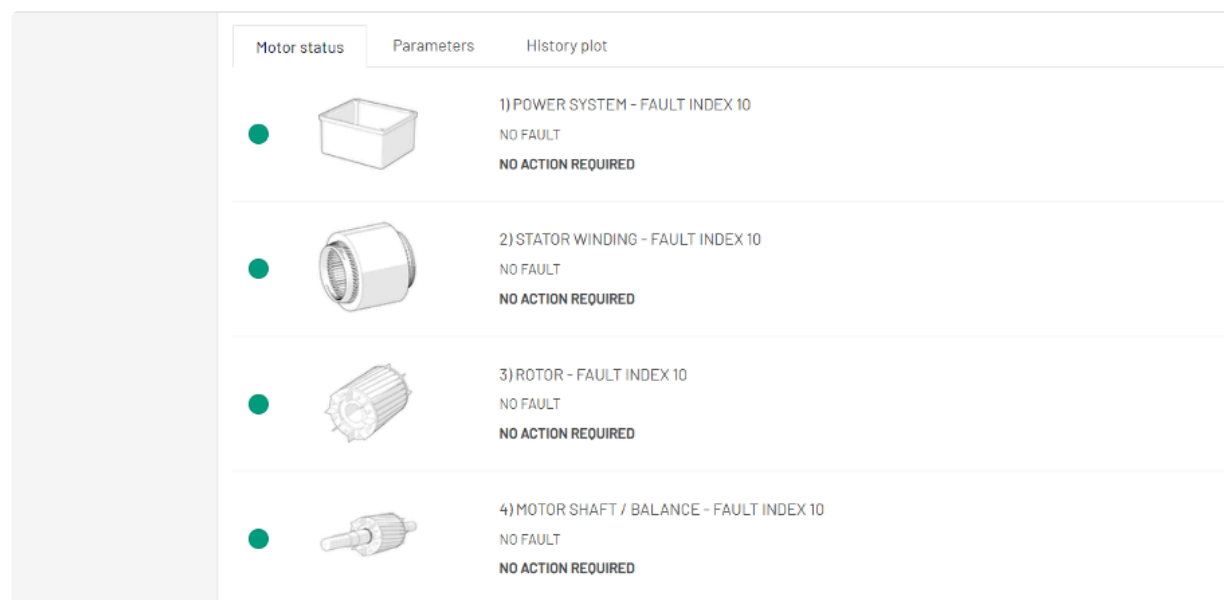 Motor status
Parameters
History plot
1) POWER SYSTEM - FAULT INDEX 10
NO FAULT
NO ACTION REQUIRED
2) STATOR WINDING - FAULT INDEX 10
NO FAULT
NO ACTION REQUIRED
3) ROTOR - FAULT INDEX 10
NO FAULT
NO ACTION REQUIRED
4) MOTOR SHAFT / BALANCE - FAULT INDEX 10
NO FAULT
NO ACTION REQUIRED